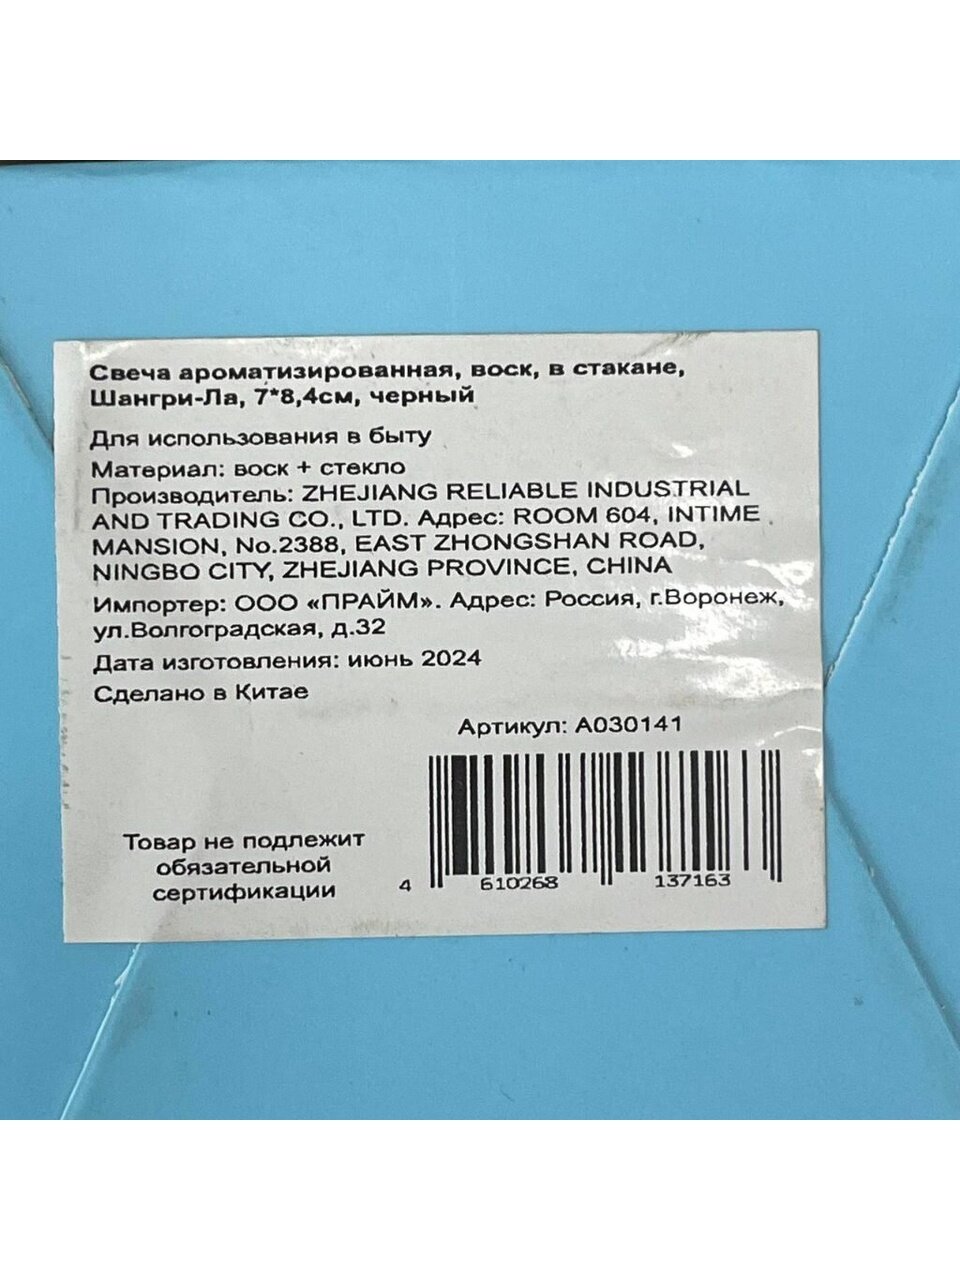 Свеча ароматизированная, воск, в стакане,
Шангри-Ла, 7*8,4см, черный
Для использования в быту
Материал: воск + стекло
Производитель: ZHEJIANG RELIABLE INDUSTRIAL
AND TRADING CO., LTD. Адрес: ROOM 604, INTIME
MANSION, No.2388, EAST ZHONGSHAN ROAD,
NINGBO CITY, ZHEJIANG PROVINCE, CHINA
Импортер: ООО «ПРАЙМ». Адрес: Россия, г.Воронеж,
ул.Волгоградская, д.32
Дата изготовления: июнь 2024
Сделано в Китае
Артикул: A030141
Товар не подлежит
обязательной
сертификации
4 610268 137163